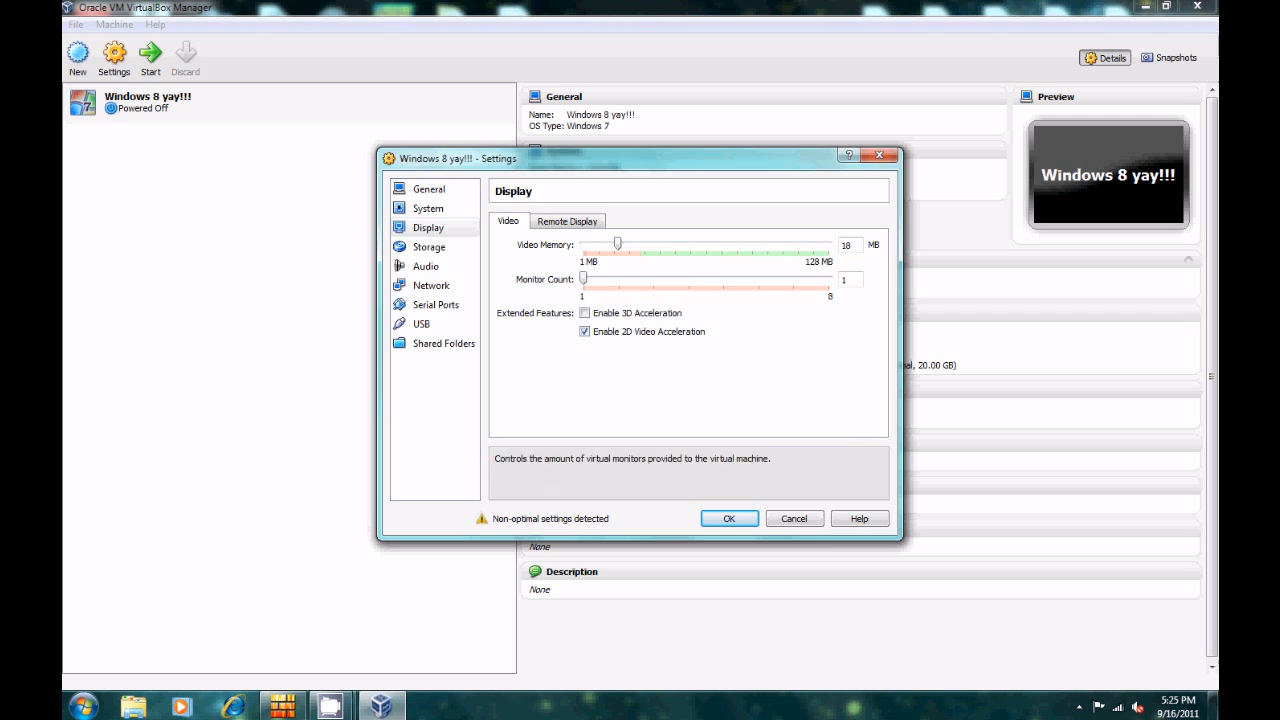 Oracle VM VirtualBox Manager
File Machine Help
New Settings Start Discard
Details Snapshots
Windows 8 yay!!!
Powered Off
General
Name: Windows 8 yay!!!
OS Type: Windows 7
Preview
Windows 8 yay!!!
Windows 8 yay!!! - Settings
General
System
Display
Storage
Audio
Network
Serial Ports
USB
Shared Folders
Display
Video Remote Display
Video Memory: 18 MB
1 MB 128 MB
Monitor Count: 1
1 8
Extended Features: Enable 3D Acceleration
Enable 2D Video Acceleration
Controls the amount of virtual monitors provided to the virtual machine.
Non-optimal settings detected
OK Cancel Help
al, 20.00 GB)
None
Description
None
5:25 PM
9/16/2011